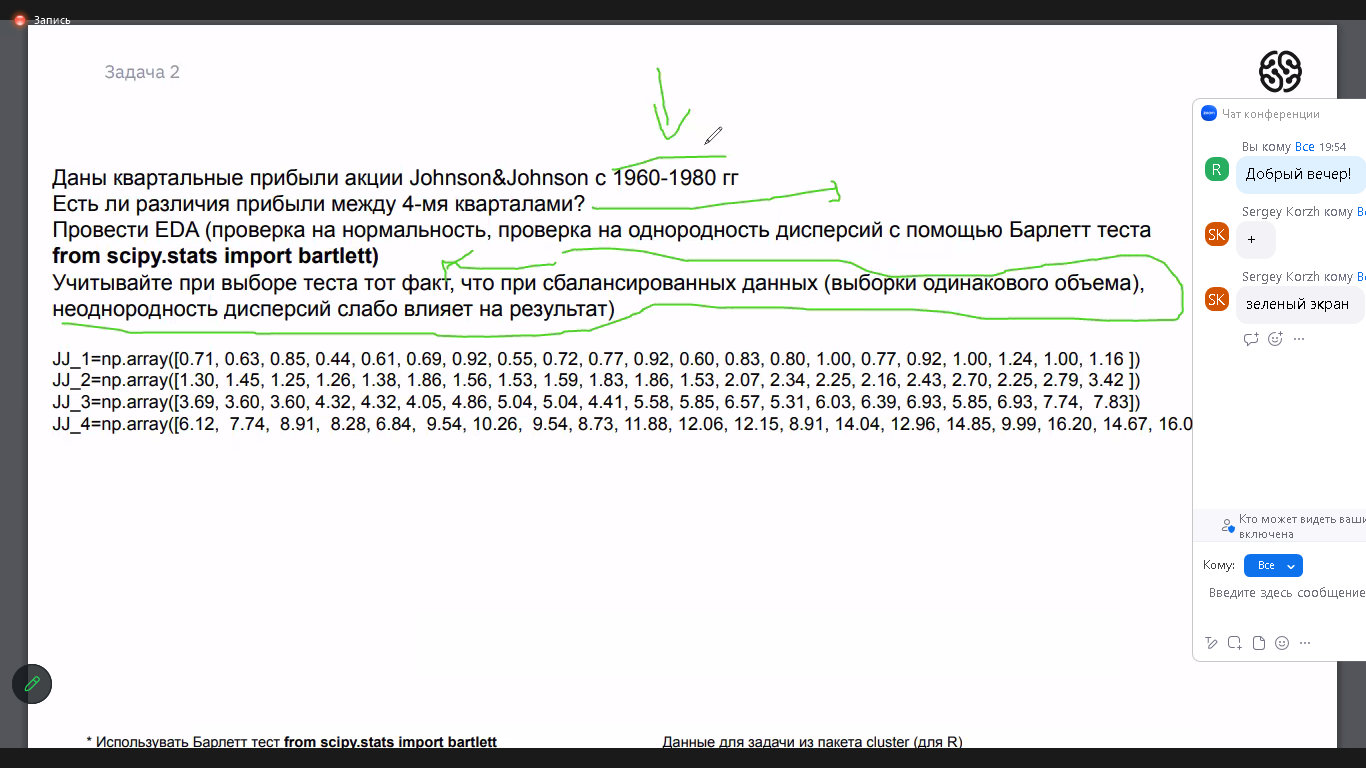 Запись
Задача 2
Даны квартальные прибыли акции Johnson&Johnson с 1960-1980 гг
Есть ли различия прибыли между 4-мя кварталами?
Провести EDA (проверка на нормальность, проверка на однородность дисперсий с помощью Барлетт теста
from scipy.stats import bartlett)
Учитывайте при выборе теста тот факт, что при сбалансированных данных (выборки одинакового объема),
неоднородность дисперсий слабо влияет на результат)
JJ_1=np.array([0.71, 0.63, 0.85, 0.44, 0.61, 0.69, 0.92, 0.55, 0.72, 0.77, 0.92, 0.60, 0.83, 0.80, 1.00, 0.77, 0.92, 1.00, 1.24, 1.00, 1.16 ])
JJ_2=np.array([1.30, 1.45, 1.25, 1.26, 1.38, 1.86, 1.56, 1.53, 1.59, 1.83, 1.86, 1.53, 2.07, 2.34, 2.25, 2.16, 2.43, 2.70, 2.25, 2.79, 3.42 ])
JJ_3=np.array([3.69, 3.60, 3.60, 4.32, 4.32, 4.05, 4.86, 5.04, 5.04, 4.41, 5.58, 5.85, 6.57, 5.31, 6.03, 6.39, 6.93, 5.85, 6.93, 7.74, 7.83])
JJ_4=np.array([6.12, 7.74, 8.91, 8.28, 6.84, 9.54, 10.26, 9.54, 8.73, 11.88, 12.06, 12.15, 8.91, 14.04, 12.96, 14.85, 9.99, 16.20, 14.67, 16.0
* Использувать Барлетт тест from scipy.stats import bartlett
Данные для задачи из пакета cluster (для R)
Чат конференции
Вы кому Все 19:54
R
Добрый вечер!
Sergey Korzh кому Вс
SK
+
Sergey Korzh кому Вс
SK
зеленый экран
Кто может видеть ваши
включена
Кому: Все
Введите здесь сообщение